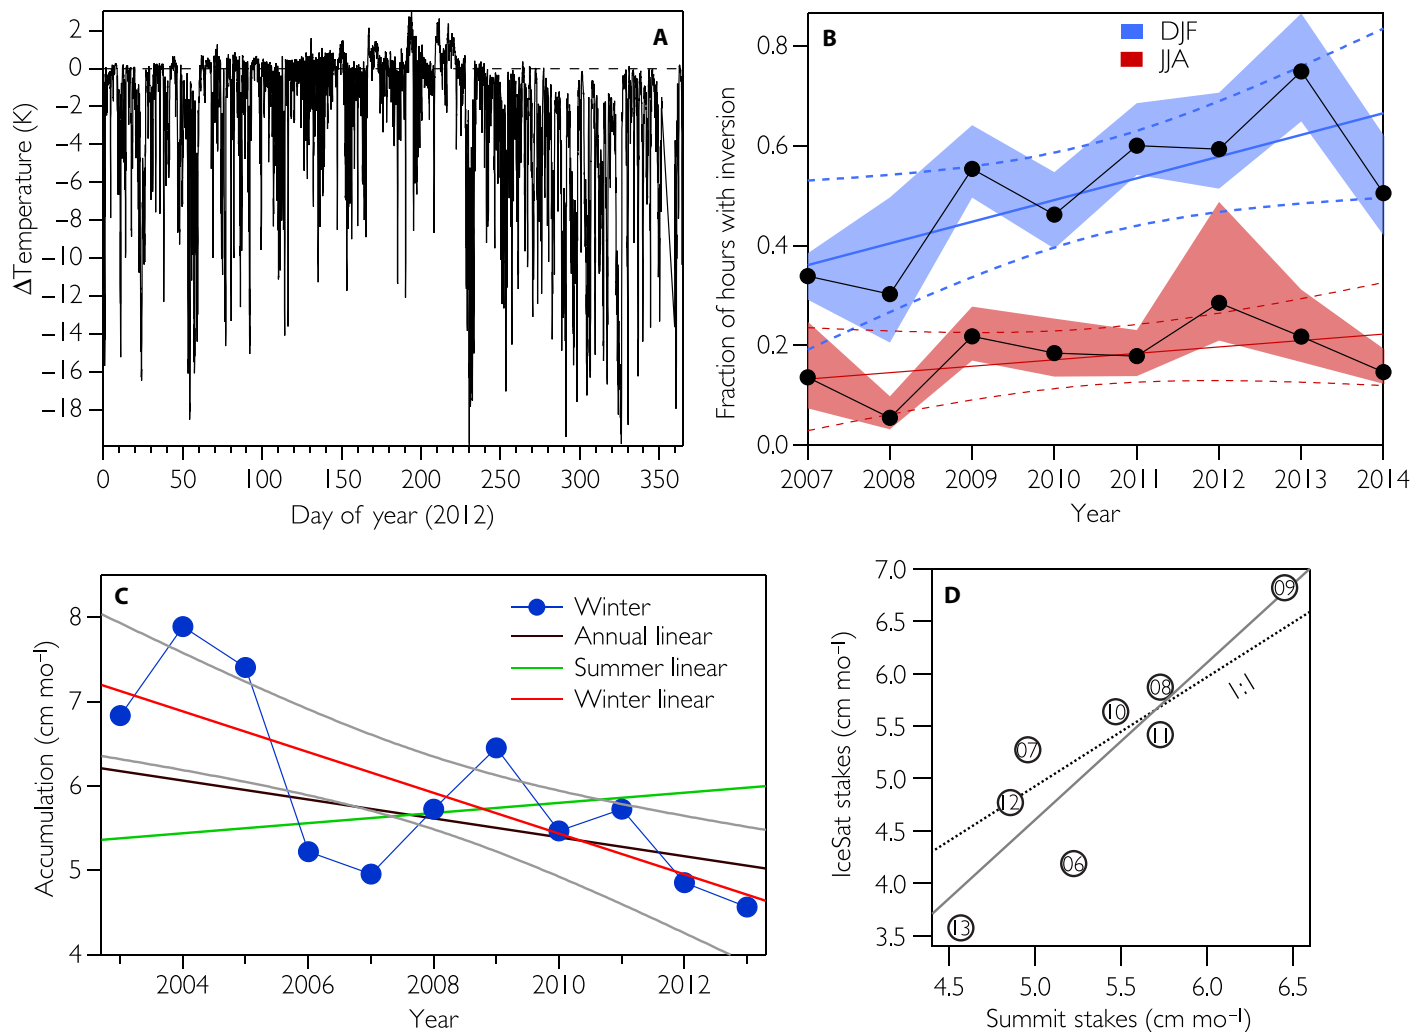 A
ΔTemperature (K)
2
0
−2
−4
−6
−8
−10
−12
−14
−16
−18
0 50 100 150 200 250 300 350
Day of year (2012)
B
DJF
JJA
Fraction of hours with inversion
0.8
0.6
0.4
0.2
0.0
2007 2008 2009 2010 2011 2012 2013 2014
Year
C
Winter
Annual linear
Summer linear
Winter linear
Accumulation (cm mo⁻¹)
8
7
6
5
4
2004 2006 2008 2010 2012
Year
D
IceSat stakes (cm mo⁻¹)
7.0
6.5
6.0
5.5
5.0
4.5
4.0
3.5
09
1:1
08
10
11
07
12
06
13
4.5 5.0 5.5 6.0 6.5
Summit stakes (cm mo⁻¹)